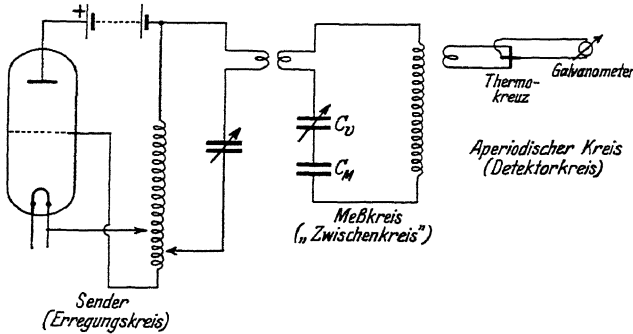 +
Thermo-
kreuz
Galvanometer
C_v
C_M
Aperiodischer Kreis
(Detektorkreis)
Meßkreis
(„Zwischenkreis")
Sender
(Erregungskreis)